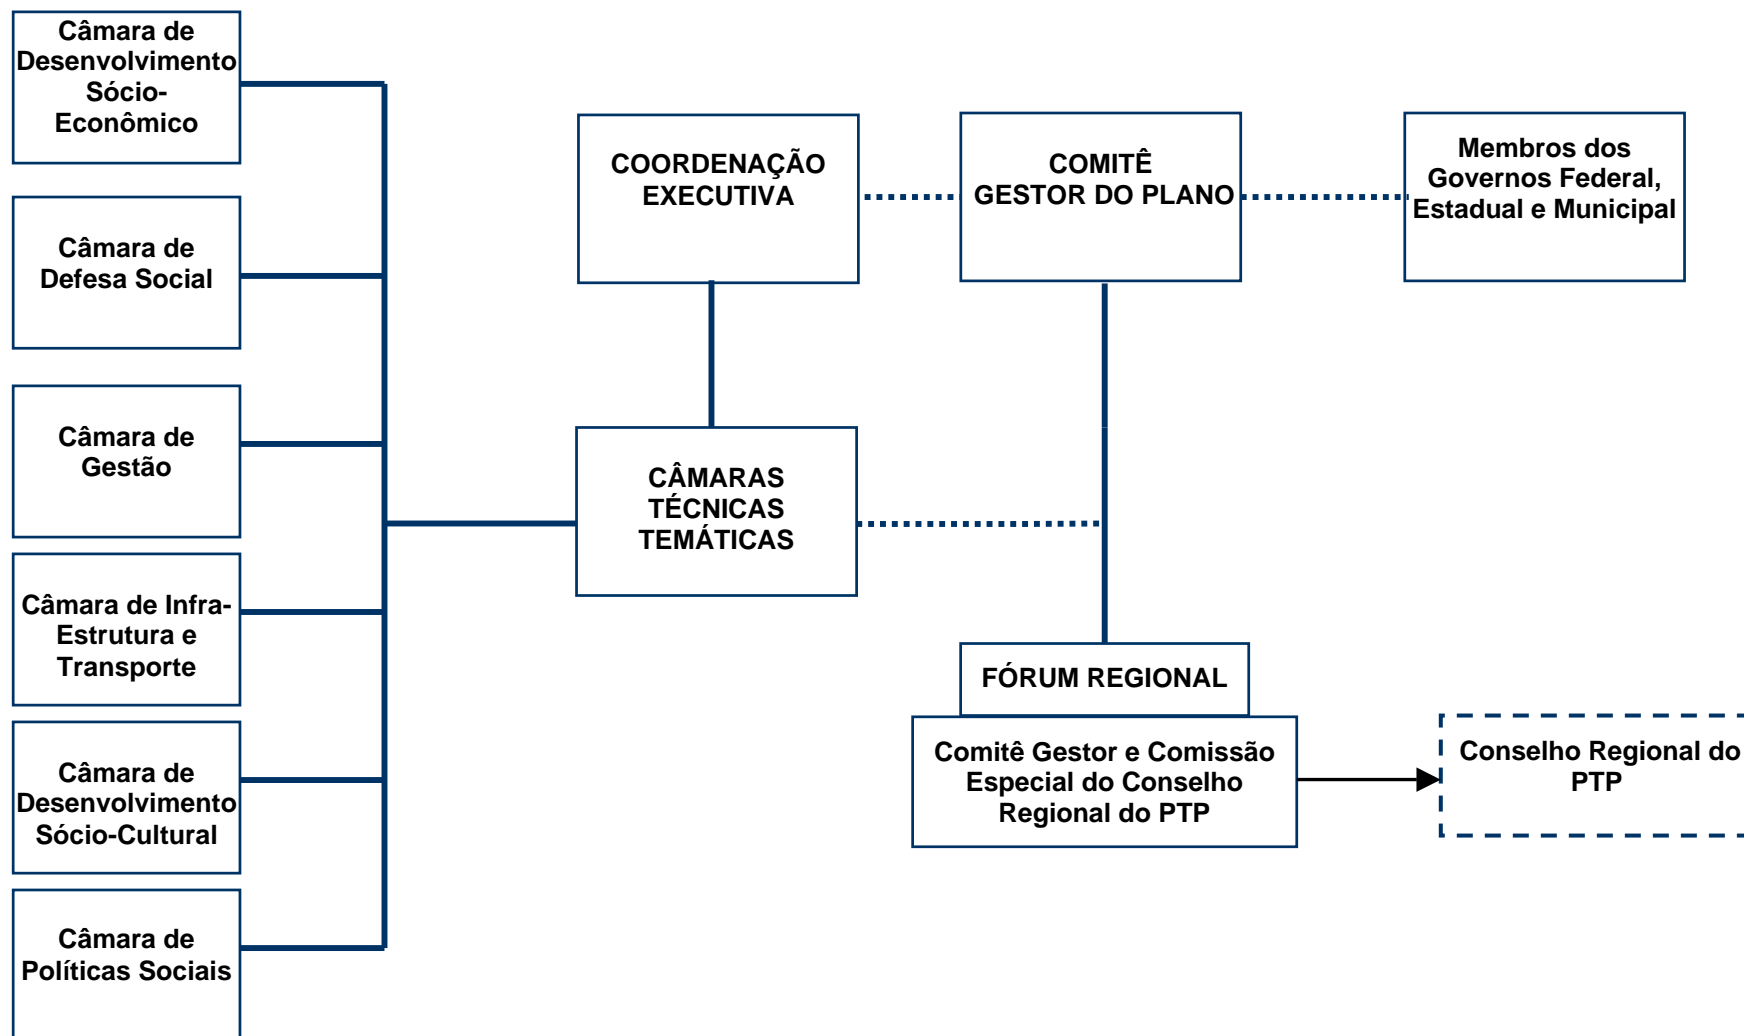 Câmara de
Desenvolvimento
Sócio-
Econômico
Câmara de
Defesa Social
Câmara de
Gestão
Câmara de Infra-
Estrutura e
Transporte
Câmara de
Desenvolvimento
Sócio-Cultural
Câmara de
Políticas Sociais
COORDENAÇÃO
EXECUTIVA
CÂMARAS
TÉCNICAS
TEMÁTICAS
COMITÊ
GESTOR DO PLANO
Membros dos
Governos Federal,
Estadual e Municipal
FÓRUM REGIONAL
Comitê Gestor e Comissão
Especial do Conselho
Regional do PTP
Conselho Regional do
PTP